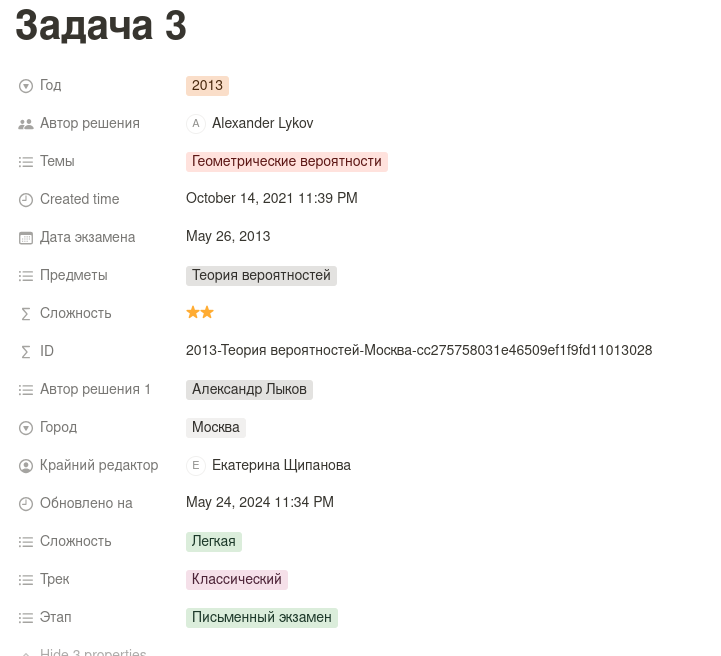 Задача 3
Год 2013
Автор решения A Alexander Lykov
Темы Геометрические вероятности
Created time October 14, 2021 11:39 PM
Дата экзамена May 26, 2013
Предметы Теория вероятностей
Сложность ⭐⭐
ID 2013-Теория вероятностей-Москва-cc275758031e46509ef1f9fd11013028
Автор решения 1 Александр Лыков
Город Москва
Крайний редактор E Екатерина Щипанова
Обновлено на May 24, 2024 11:34 PM
Сложность Легкая
Трек Классический
Этап Письменный экзамен
Hide 3 properties